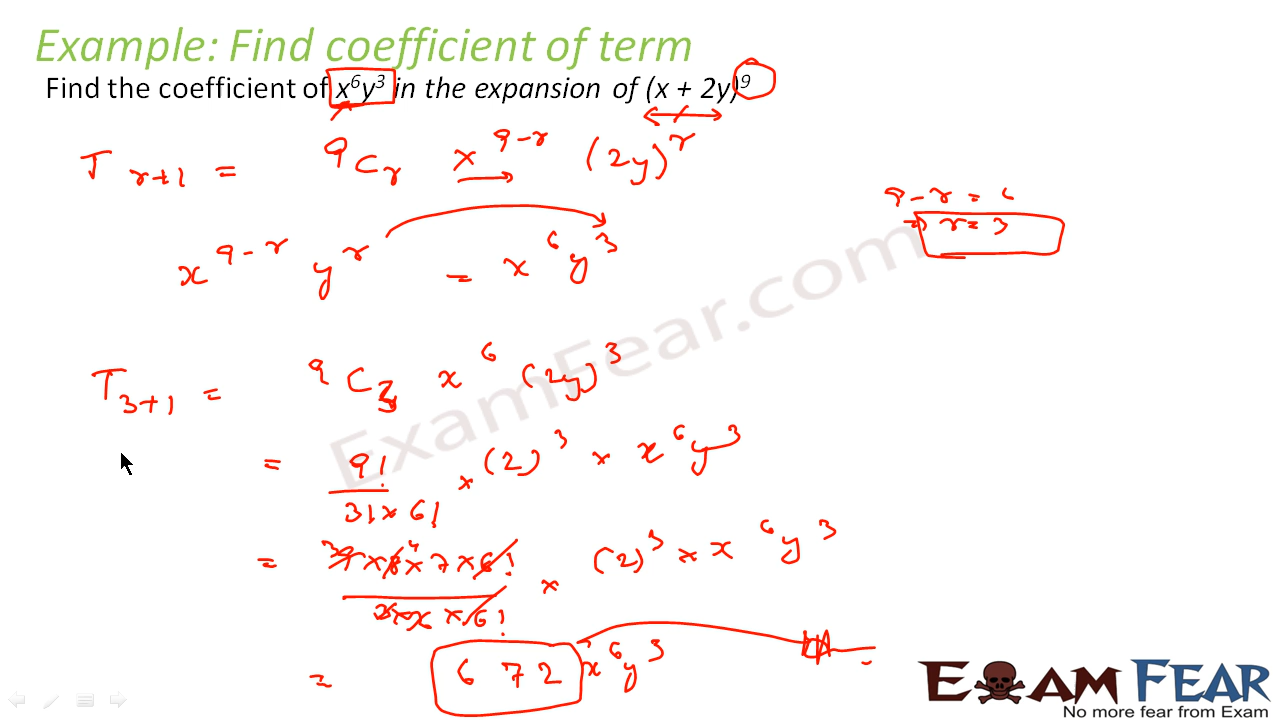 Example: Find coefficient of term
Find the coefficient of x⁶y³ in the expansion of (x + 2y)⁹
T r+1 = ⁹Cr x^9-r (2y)^r
9 - r = 6
⇒ r = 3
x^9-r y^r = x⁶y³
T 3+1 = ⁹C3 x⁶ (2y)³
= 9! / 3! × 6! × (2)³ × x⁶y³
= 9 × 8 × 7 × 6! / × 6! × (2)³ × x⁶y³
= 672 x⁶y³
ExamFear.com
EXAM FEAR
No more fear from Exam